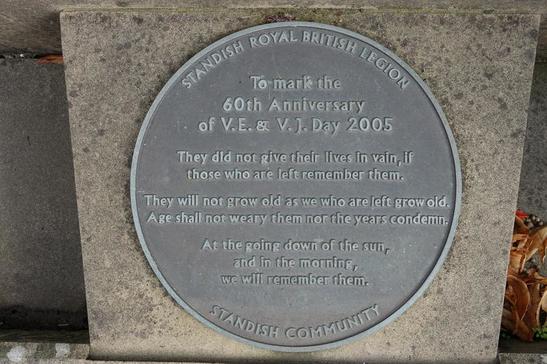 STANDISH ROYAL BRITISH LEGION
To mark the
60th Anniversary
of V.E. & V.J. Day 2005
They did not give their lives in vain, if
those who are left remember them.
They will not grow old as we who are left grow old.
Age shall not weary them nor the years condemn.
At the going down of the sun,
and in the morning,
we will remember them.
STANDISH COMMUNITY